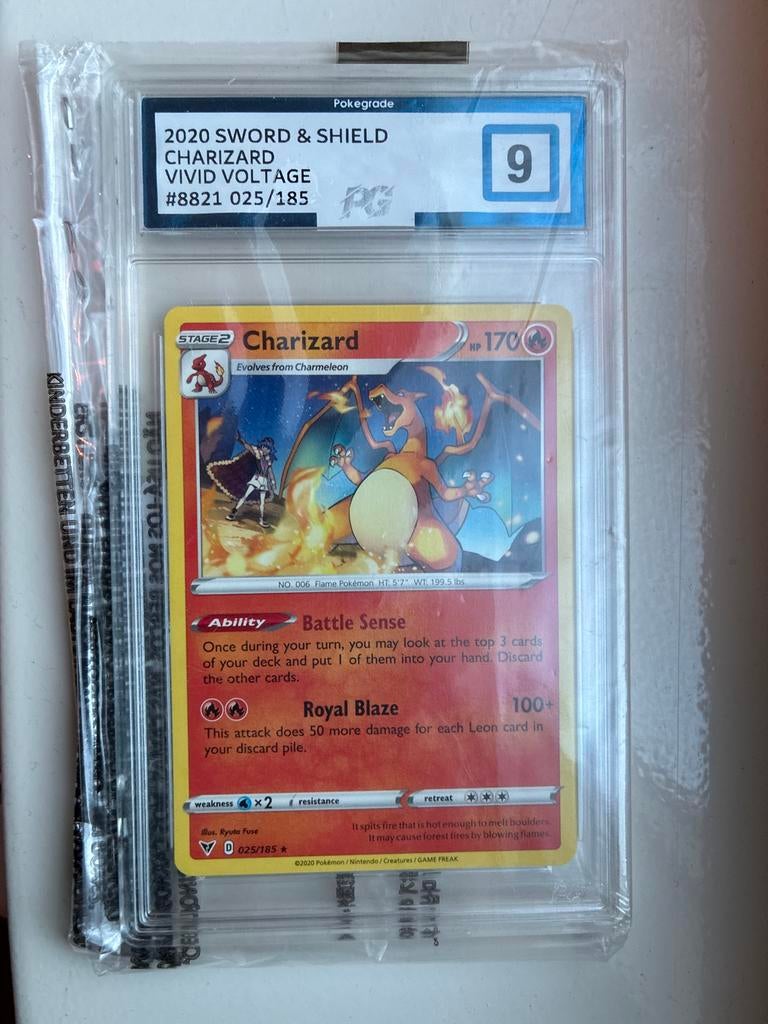 Pokegrade
2020 SWORD & SHIELD
CHARIZARD
VIVID VOLTAGE
#8821 025/185
9
PG
STAGE 2
Charizard
HP 170
Evolves from Charmeleon
NO. 006 Flame Pokémon HT: 5'7" WT: 199.5 lbs
Ability Battle Sense
Once during your turn, you may look at the top 3 cards
of your deck and put 1 of them into your hand. Discard
the other cards.
Royal Blaze 100+
This attack does 50 more damage for each Leon card in
your discard pile.
weakness ×2 resistance retreat
It spits fire that is hot enough to melt boulders.
It may cause forest fires by blowing flames.
Illus. Ryuta Fuse
D 025/185 ★
©2020 Pokémon / Nintendo / Creatures / GAME FREAK
KINDERBETTEN UND